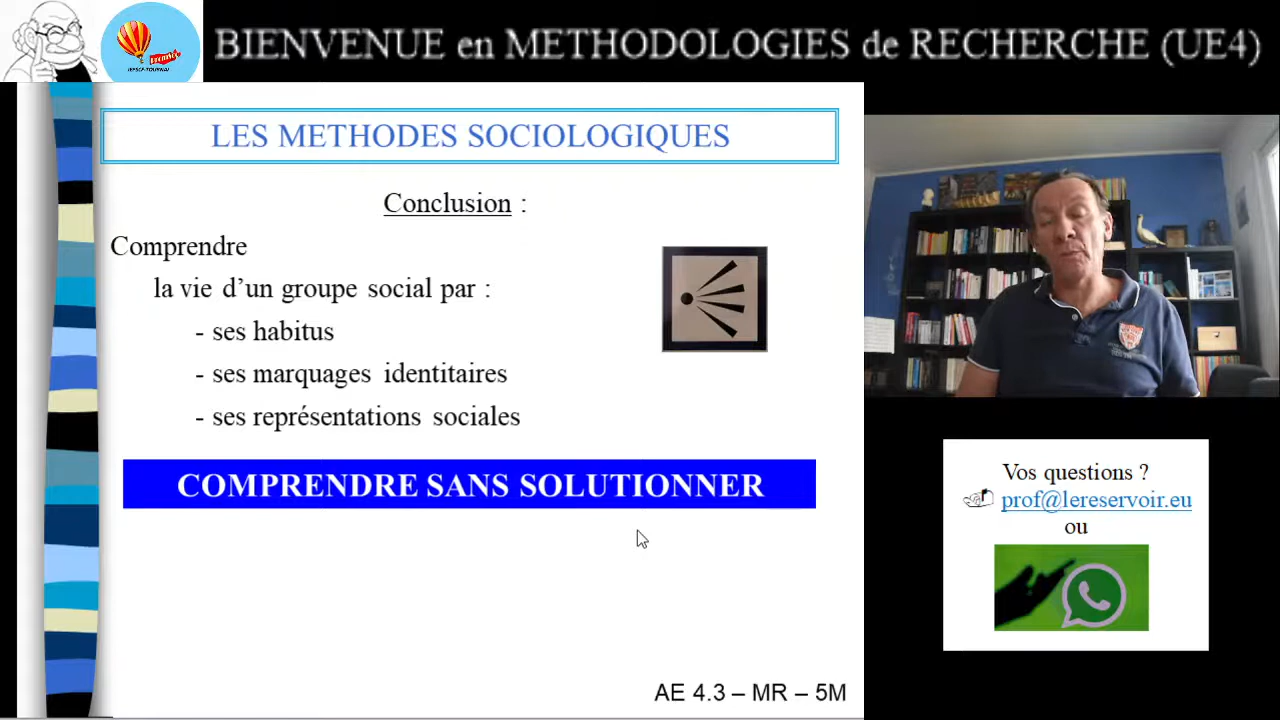 BIENVENUE en METHODOLOGIES de RECHERCHE (UE4)
IEPSCF-TOURNAI
LES METHODES SOCIOLOGIQUES
Conclusion :
Comprendre
la vie d’un groupe social par :
- ses habitus
- ses marquages identitaires
- ses représentations sociales
COMPRENDRE SANS SOLUTIONNER
AE 4.3 – MR – 5M
Vos questions ?
prof@lereservoir.eu
ou